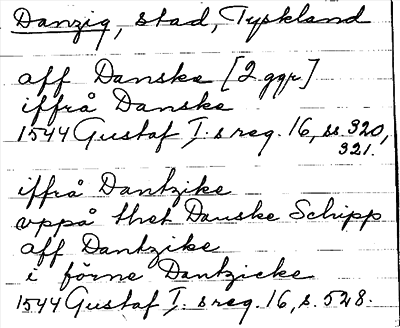 Danzig, stad, Tyskland
aff Danske [2 ggr]
iffrå Danske
1544 Gustaf I:s reg. 16, ss. 320,
321.
iffrå Dantzike
vppå thet Danske Schipp
aff Dantzike
i förne Dantzicke
1544 Gustaf I:s reg. 16, s. 528.